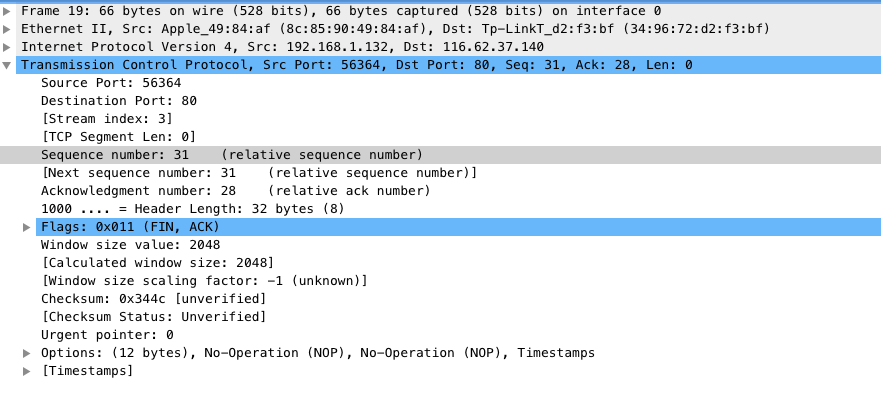 Frame 19: 66 bytes on wire (528 bits), 66 bytes captured (528 bits) on interface 0
Ethernet II, Src: Apple_49:84:af (8c:85:90:49:84:af), Dst: Tp-LinkT_d2:f3:bf (34:96:72:d2:f3:bf)
Internet Protocol Version 4, Src: 192.168.1.132, Dst: 116.62.37.140
Transmission Control Protocol, Src Port: 56364, Dst Port: 80, Seq: 31, Ack: 28, Len: 0
Source Port: 56364
Destination Port: 80
[Stream index: 3]
[TCP Segment Len: 0]
Sequence number: 31    (relative sequence number)
[Next sequence number: 31    (relative sequence number)]
Acknowledgment number: 28    (relative ack number)
1000 .... = Header Length: 32 bytes (8)
Flags: 0x011 (FIN, ACK)
Window size value: 2048
[Calculated window size: 2048]
[Window size scaling factor: -1 (unknown)]
Checksum: 0x344c [unverified]
[Checksum Status: Unverified]
Urgent pointer: 0
Options: (12 bytes), No-Operation (NOP), No-Operation (NOP), Timestamps
[Timestamps]